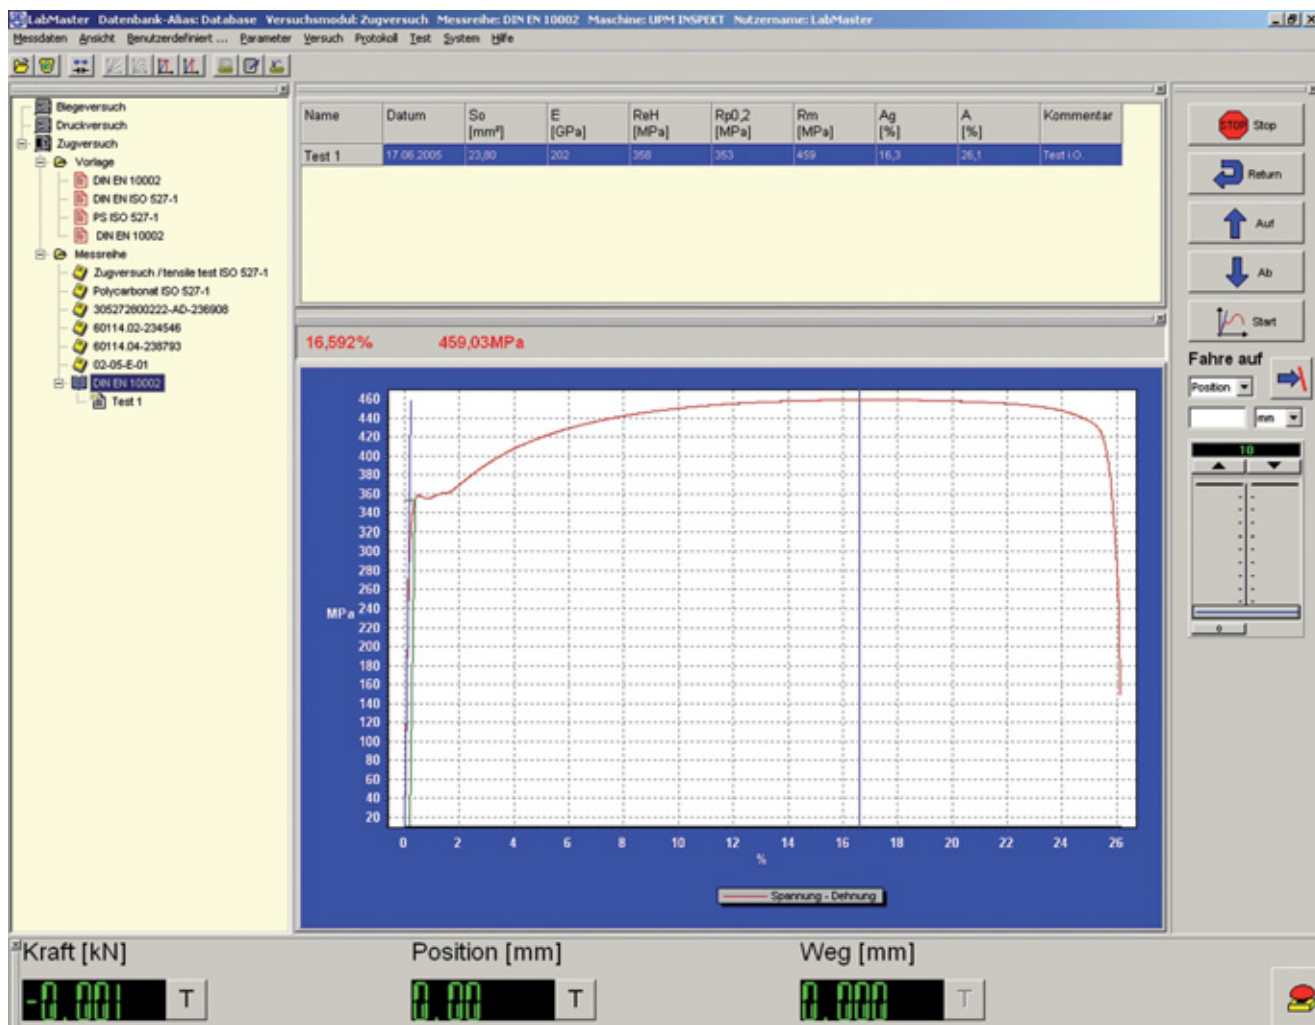 LabMaster Datenbank-Alias: Database Versuchsmodul: Zugversuch Messreihe: DIN EN 10002 Maschine: UPM INSPEKT Nutzername: LabMaster
Messdaten Ansicht Benutzerdefiniert ... Parameter Versuch Protokoll Test System Hilfe
Biegeversuch
Druckversuch
Zugversuch
Vorlage
DIN EN 10002
DIN EN ISO 527-1
PS ISO 527-1
DIN EN 10002
Messreihe
Zugversuch / tensile test ISO 527-1
Polycarbonat ISO 527-1
305272800222-AD-236908
60114.02-234546
60114.04-238793
02-05-E-01
DIN EN 10002
Test 1
Name Datum So [mm²] E [GPa] ReH [MPa] Rp0,2 [MPa] Rm [MPa] Ag [%] A [%] Kommentar
Test 1 17.06.2005 23,80 202 358 353 459 16,3 26,1 Test i.O.
16,592% 459,03MPa
460
440
420
400
380
360
340
320
300
280
260
MPa 240
220
200
180
160
140
120
100
80
60
40
20
0 2 4 6 8 10 12 14 16 18 20 22 24 26
%
Spannung - Dehnung
STOP Stop
Return
Auf
Ab
Start
Fahre auf
Position
mm
10
0
Kraft [kN] Position [mm] Weg [mm]
-0.001 T 0.00 T 0.000 T